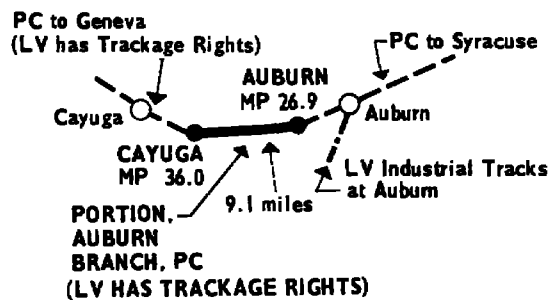 PC to Geneva
(LV has Trackage Rights)
PC to Syracuse
AUBURN
MP 26.9
Cayuga
Auburn
CAYUGA
MP 36.0
LV Industrial Tracks
at Auburn
9.1 miles
PORTION,
AUBURN
BRANCH, PC
(LV HAS TRACKAGE RIGHTS)